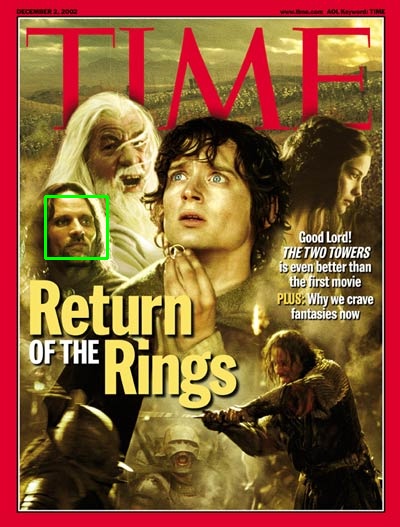 DECEMBER 2, 2002
www.time.com AOL Keyword: TIME
TIME
Good Lord!
THE TWO TOWERS
is even better than
the first movie
PLUS: Why we crave
fantasies now
Return
OF THE
Rings